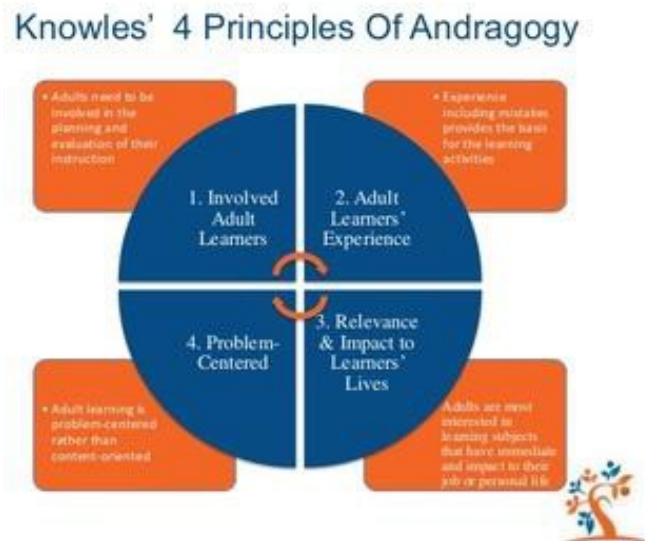 Knowles' 4 Principles Of Andragogy
• Adults need to be
involved in the
planning and
evaluation of their
instruction
• Experience
including mistakes
provides the basis
for the learning
activities
1. Involved
Adult
Learners
2. Adult
Learners'
Experience
4. Problem-
Centered
3. Relevance
& Impact to
Learners'
Lives
• Adult learning is
problem-centered
rather than
content-oriented
Adults are most
interested in
learning subjects
that have immediate
and impact to their
job or personal life